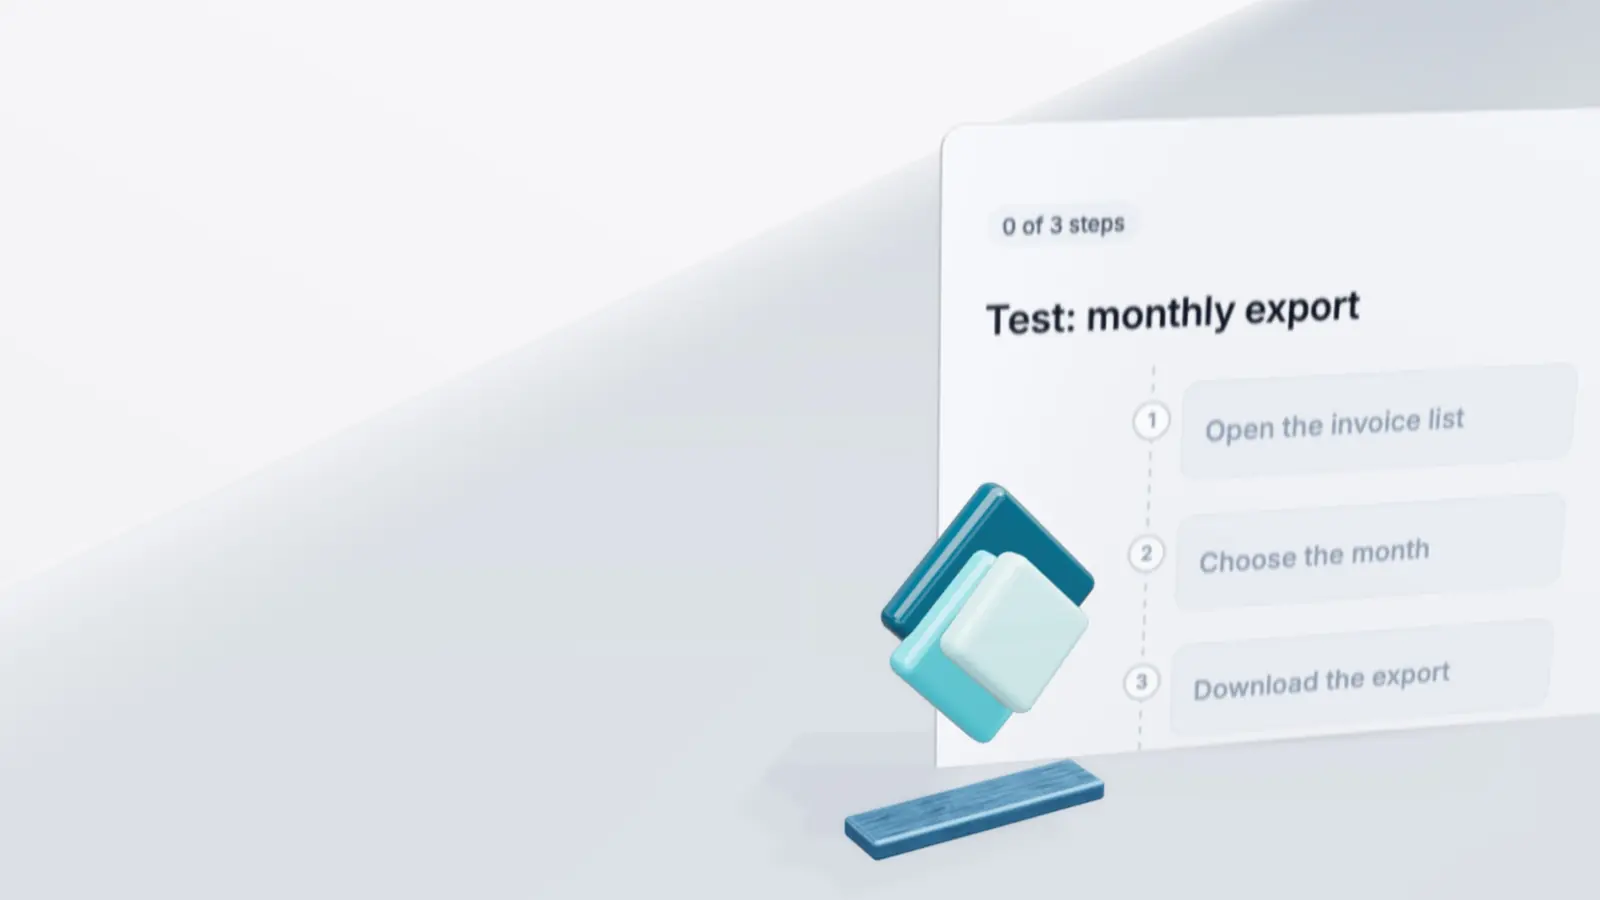 0 of 3 steps
Test: monthly export
1
Open the invoice list
2
Choose the month
3
Download the export